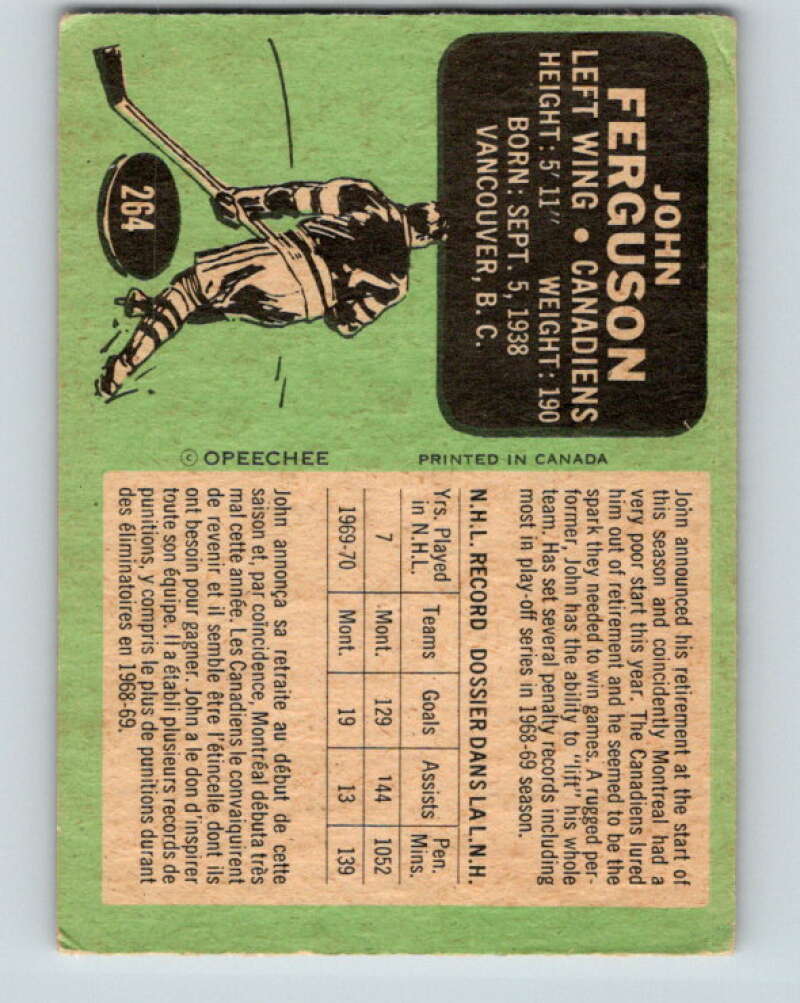 JOHN
FERGUSON
LEFT WING • CANADIENS
HEIGHT: 5'11" WEIGHT: 190
BORN: SEPT. 5, 1938
VANCOUVER, B. C.
264
© OPEECHEE
PRINTED IN CANADA
John announced his retirement at the start of
this season and coincidently Montreal had a
very poor start this year. The Canadiens lured
him out of retirement and he seemed to be the
spark they needed to win games. A rugged per-
former, John has the ability to "lift" his whole
team. Has set several penalty records including
most in play-off series in 1968-69 season.
N.H.L. RECORD DOSSIER DANS LA L.N.H.
Yrs. Played in N.H.L. Teams Goals Assists Pen. Mins.
7 Mont. 129 144 1052
1969-70 Mont. 19 13 139
John annonça sa retraite au début de cette
saison et, par coïncidence, Montréal débuta très
mal cette année. Les Canadiens le convaiquirent
de revenir et il semble être l'étincelle dont ils
ont besoin pour gagner. John a le don d'inspirer
toute son équipe. Il a établi plusieurs records de
punitions, y compris le plus de punitions durant
des éliminatoires en 1968-69.